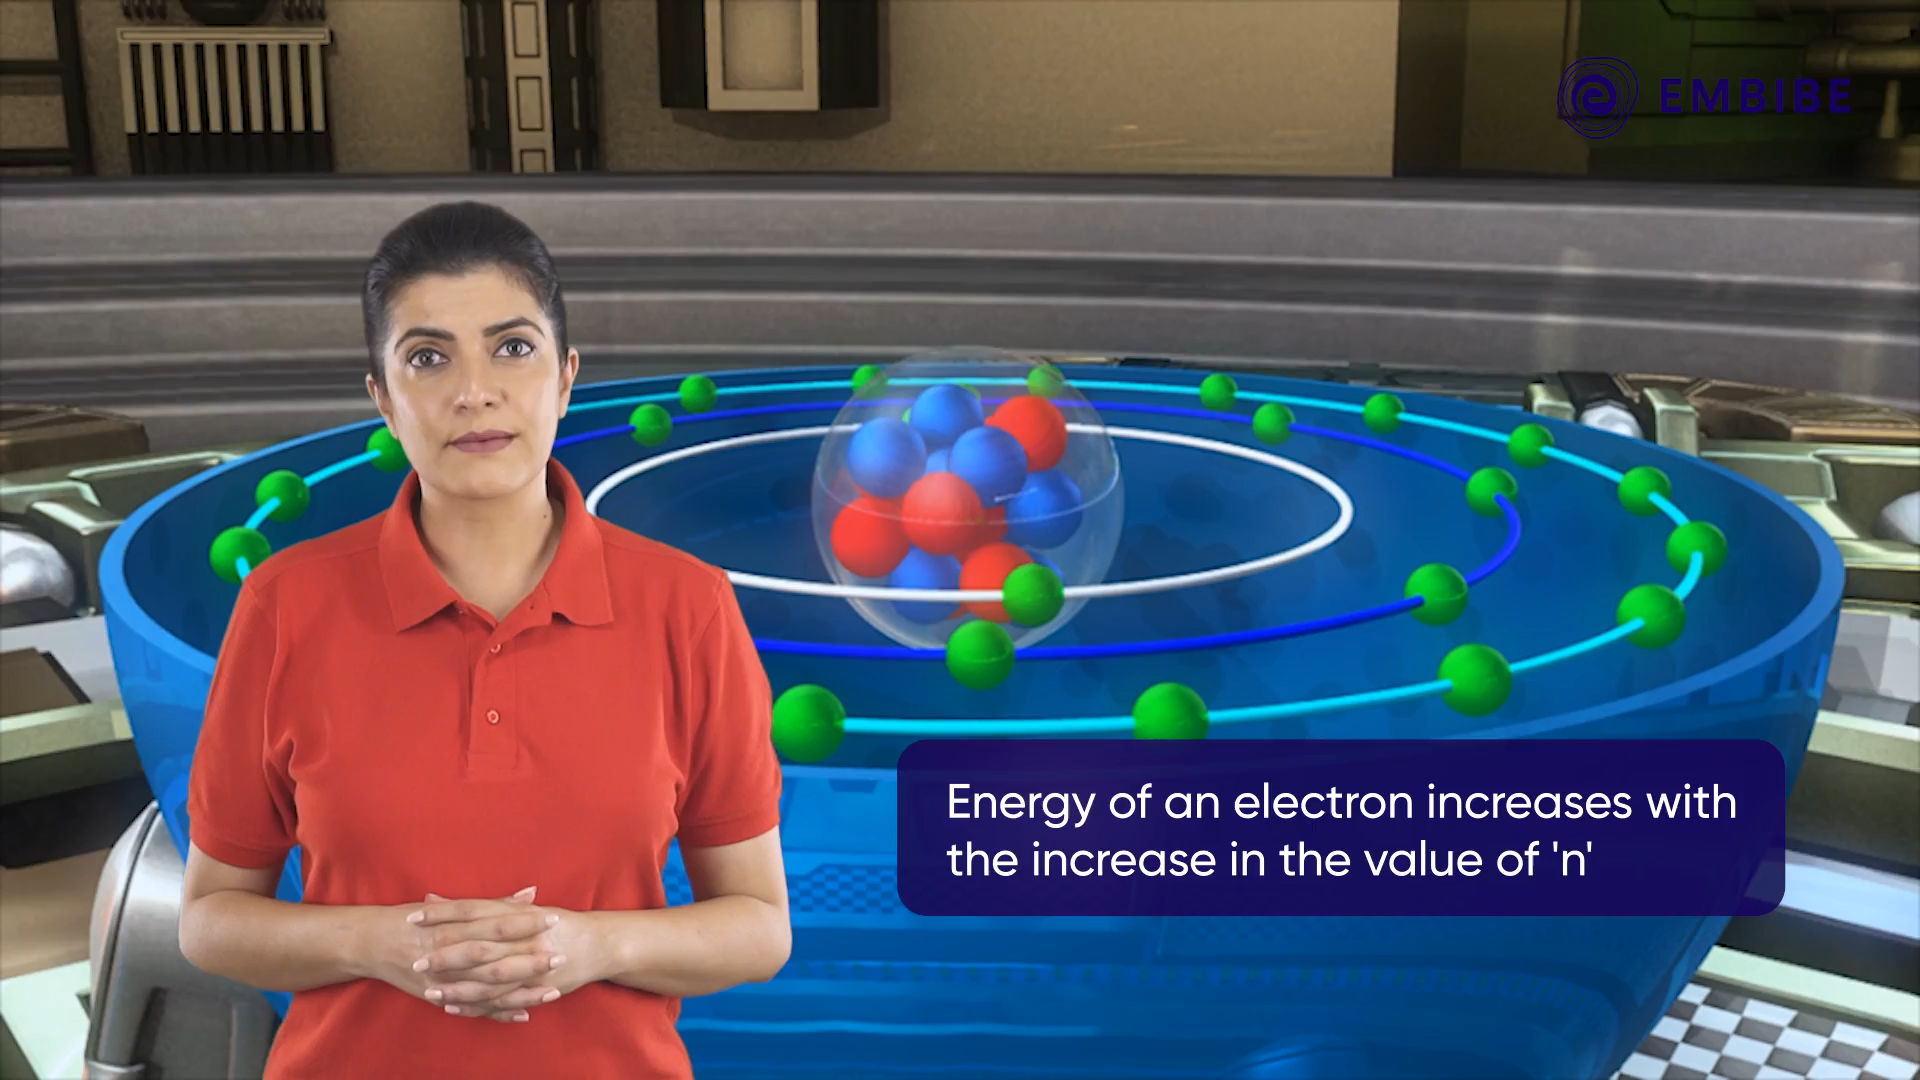 EMBIBE
Energy of an electron increases with
the increase in the value of 'n'